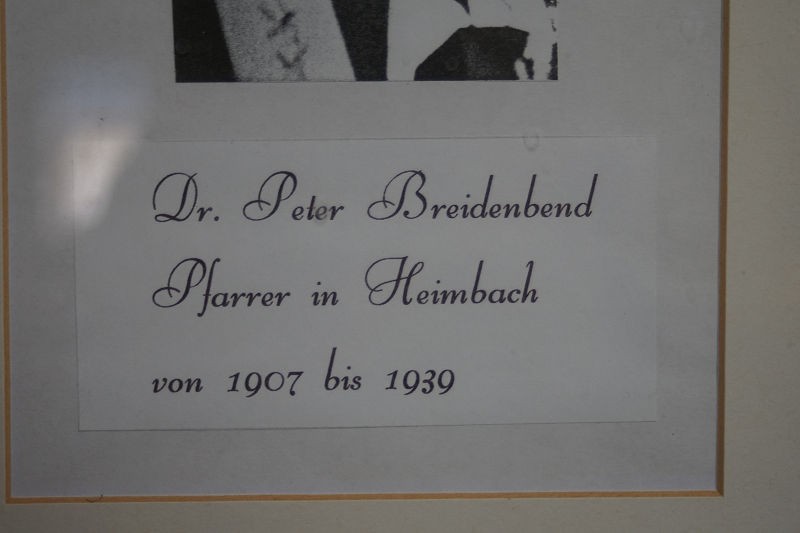 Dr. Peter Breidenbend
Pfarrer in Heimbach
von 1907 bis 1939